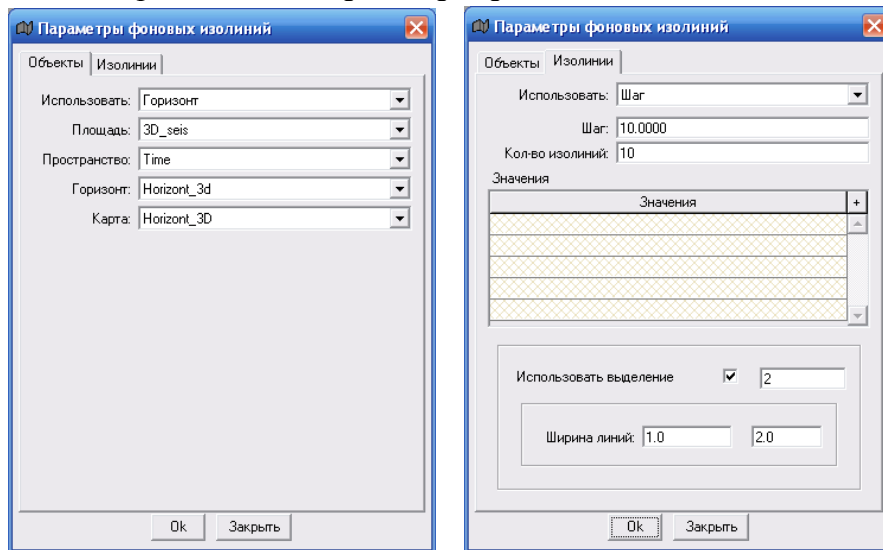 Параметры фоновых изолиний
Объекты Изолинии
Использовать: Горизонт
Площадь: 3D_seis
Пространство: Time
Горизонт: Horizont_3d
Карта: Horizont_3D
Ok Закрыть
Параметры фоновых изолиний
Объекты Изолинии
Использовать: Шаг
Шаг: 10.0000
Кол-во изолиний: 10
Значения
Значения +
Использовать выделение 2
Ширина линий: 1.0 2.0
Ok Закрыть